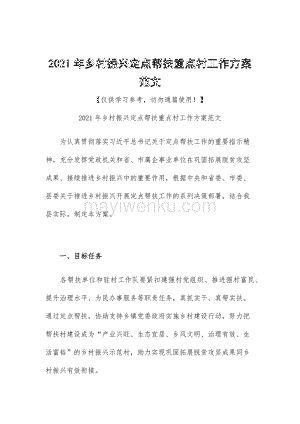 2021年乡村振兴定点帮扶重点村工作方案
范文
【仅供学习参考，切勿通篇使用！】
2021年乡村振兴定点帮扶重点村工作方案范文
为认真贯彻落实习近平总书记关于定点帮扶工作的重要指示精
神，充分发挥党政机关和省、市属企事业单位在巩固拓展脱贫攻坚
成果、接续推进乡村振兴中的重要作用，根据中央和省委、市委、
县委关于推进乡村振兴开展定点帮扶工作的系列决策部署，结合我
县实际，制定本方案。
mayiwenku.com
一、目标任务
各帮扶单位和驻村工作队要紧扣建强村党组织、推进强村富民、
提升治理水平、为民办事服务等职责任务，真抓实干、真帮实扶。
通过定点帮扶，协助支持乡镇党委政府实施乡村建设行动，努力把
帮扶村建设成为“产业兴旺、生态宜居、乡风文明、治理有效、生
活富裕”的乡村振兴示范村，助力实现巩固拓展脱贫攻坚成果同乡
村振兴有效衔接。